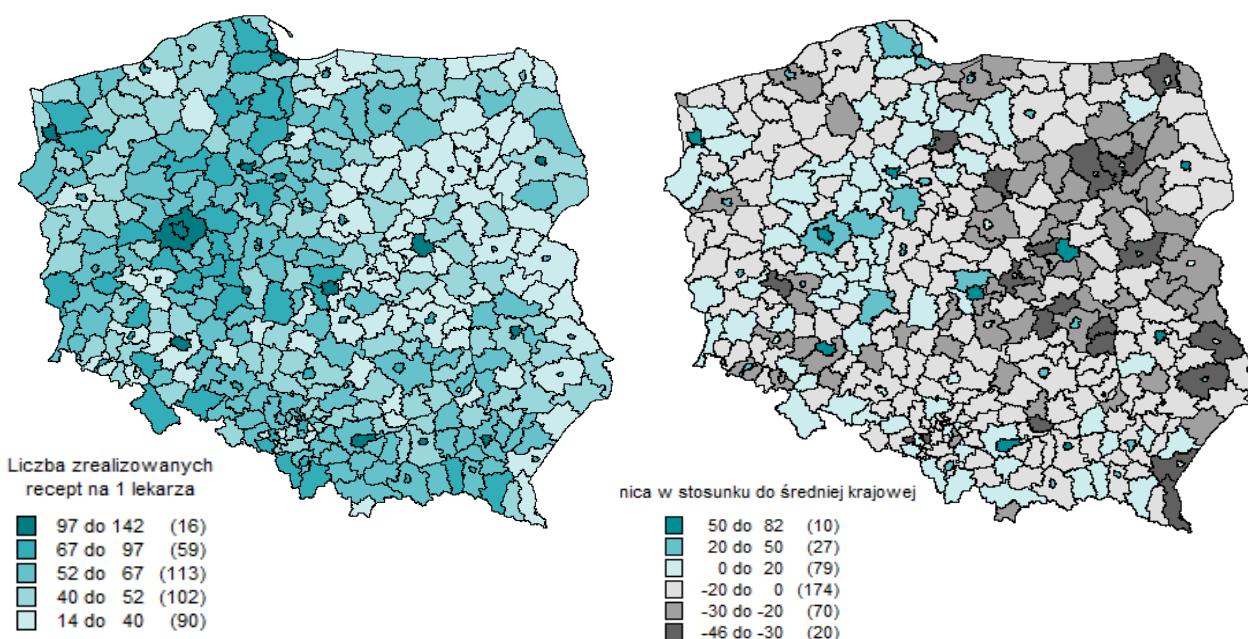 Liczba zrealizowanych
recept na 1 lekarza
97 do 142 (16)
67 do 97 (59)
52 do 67 (113)
40 do 52 (102)
14 do 40 (90)
nica w stosunku do średniej krajowej
50 do 82 (10)
20 do 50 (27)
0 do 20 (79)
-20 do 0 (174)
-30 do -20 (70)
-46 do -30 (20)